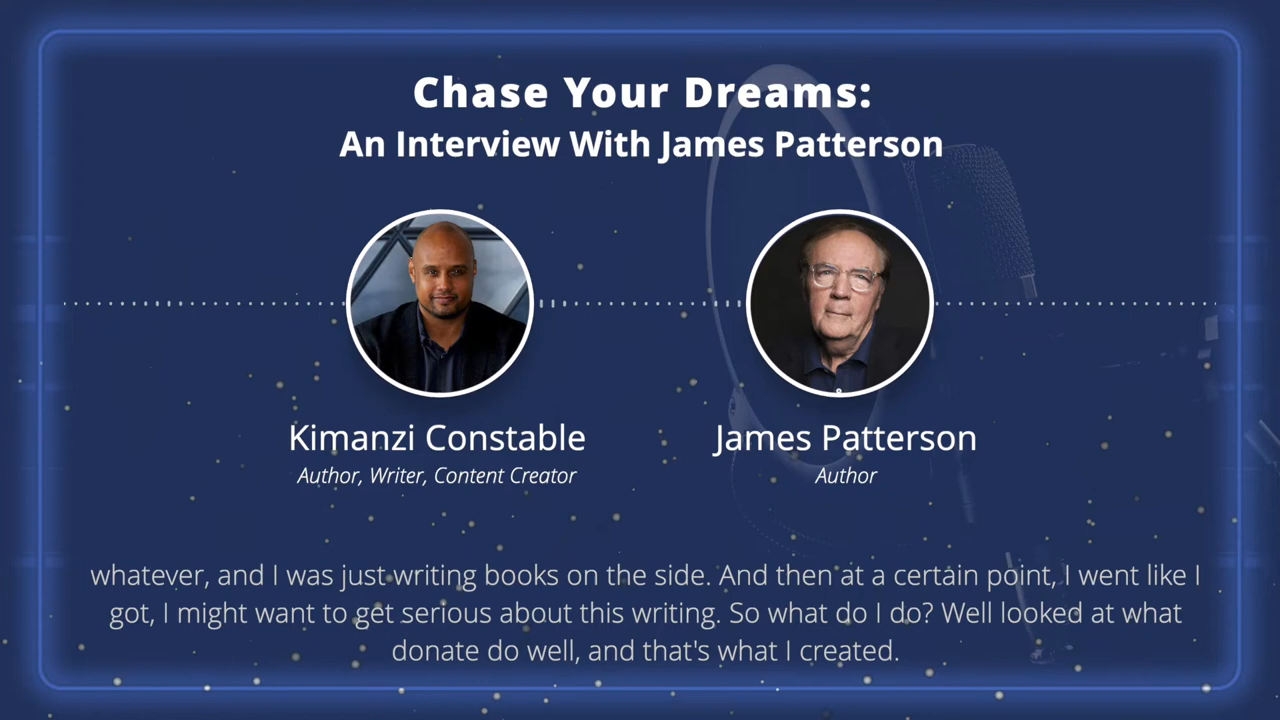 Chase Your Dreams:
An Interview With James Patterson
Kimanzi Constable
James Patterson
Author, Writer, Content Creator
Author
whatever, and I was just writing books on the side. And then at a certain point, I went like I
got, I might want to get serious about this writing. So what do I do? Well looked at what
donate do well, and that's what I created.